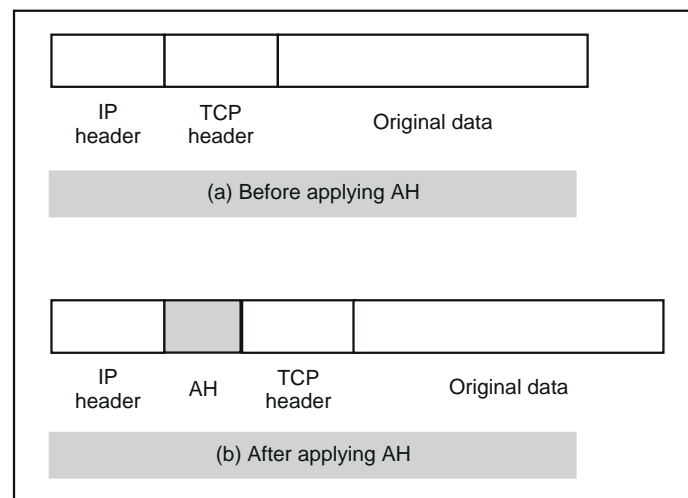 IP
header
TCP
header
Original data
(a) Before applying AH
IP
header
AH
TCP
header
Original data
(b) After applying AH